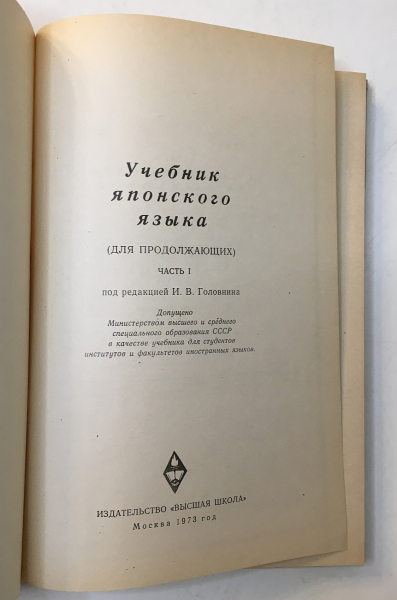 Учебник
японского
языка
(ДЛЯ ПРОДОЛЖАЮЩИХ)
ЧАСТЬ I
под редакцией И. В. Головнина
Допущено
Министерством высшего и среднего
специального образования СССР
в качестве учебника для студентов
институтов и факультетов иностранных языков.
ИЗДАТЕЛЬСТВО «ВЫСШАЯ ШКОЛА»
Москва 1973 год